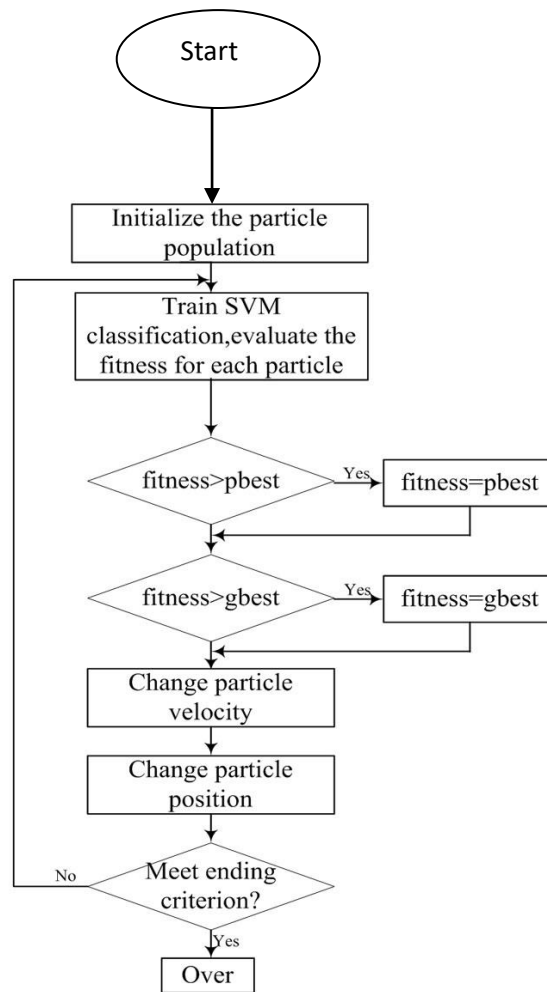 Start
Initialize the particle
population
Train SVM
classification,evaluate the
fitness for each particle
fitness>pbest
Yes
fitness=pbest
fitness>gbest
Yes
fitness=gbest
Change particle
velocity
Change particle
position
No
Meet ending
criterion?
Yes
Over